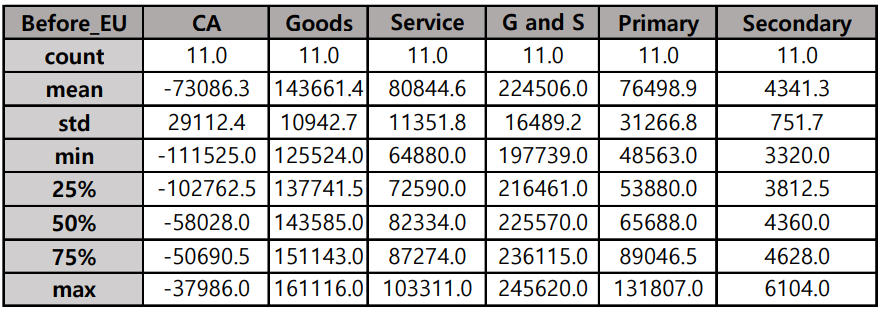 Before_EU CA Goods Service G and S Primary Secondary
count 11.0 11.0 11.0 11.0 11.0 11.0
mean -73086.3 143661.4 80844.6 224506.0 76498.9 4341.3
std 29112.4 10942.7 11351.8 16489.2 31266.8 751.7
min -111525.0 125524.0 64880.0 197739.0 48563.0 3320.0
25% -102762.5 137741.5 72590.0 216461.0 53880.0 3812.5
50% -58028.0 143585.0 82334.0 225570.0 65688.0 4360.0
75% -50690.5 151143.0 87274.0 236115.0 89046.5 4628.0
max -37986.0 161116.0 103311.0 245620.0 131807.0 6104.0